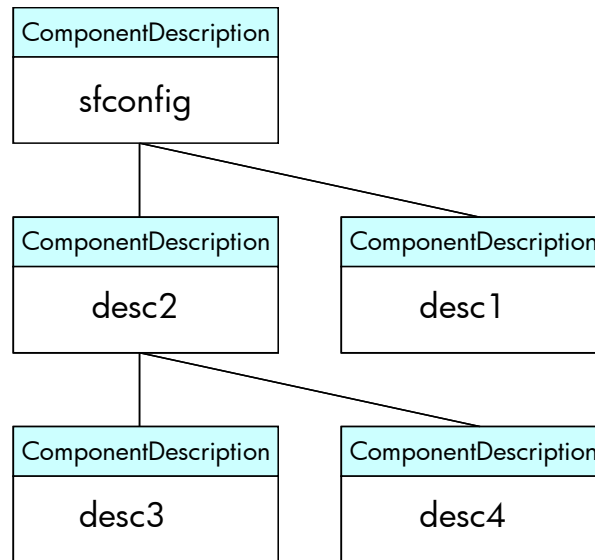 ComponentDescription
sfconfig
ComponentDescription
desc2
ComponentDescription
desc1
ComponentDescription
desc3
ComponentDescription
desc4